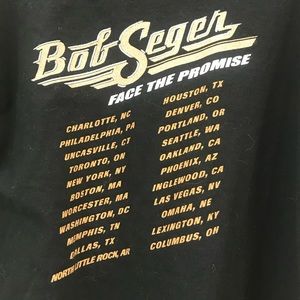 Bob Seger
FACE THE PROMISE
CHARLOTTE, NC
PHILADELPHIA, PA
UNCASVILLE, CT
TORONTO, ON
NEW YORK, NY
BOSTON, MA
WORCESTER, MA
WASHINGTON, DC
MEMPHIS, TN
DALLAS, TX
NORTH LITTLE ROCK, AR
HOUSTON, TX
DENVER, CO
PORTLAND, OR
SEATTLE, WA
OAKLAND, CA
PHOENIX, AZ
INGLEWOOD, CA
LAS VEGAS, NV
OMAHA, NE
LEXINGTON, KY
COLUMBUS, OH